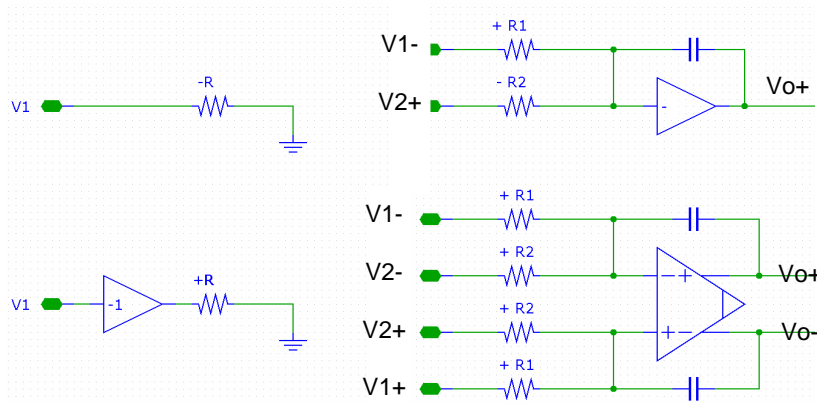 -R
V1
+R
-1
V1
+ R1
V1-
- R2
V2+
-
Vo+
+ R1
V1-
+ R2
V2-
- +
Vo+
+ R2
V2+
+ -
Vo-
+ R1
V1+